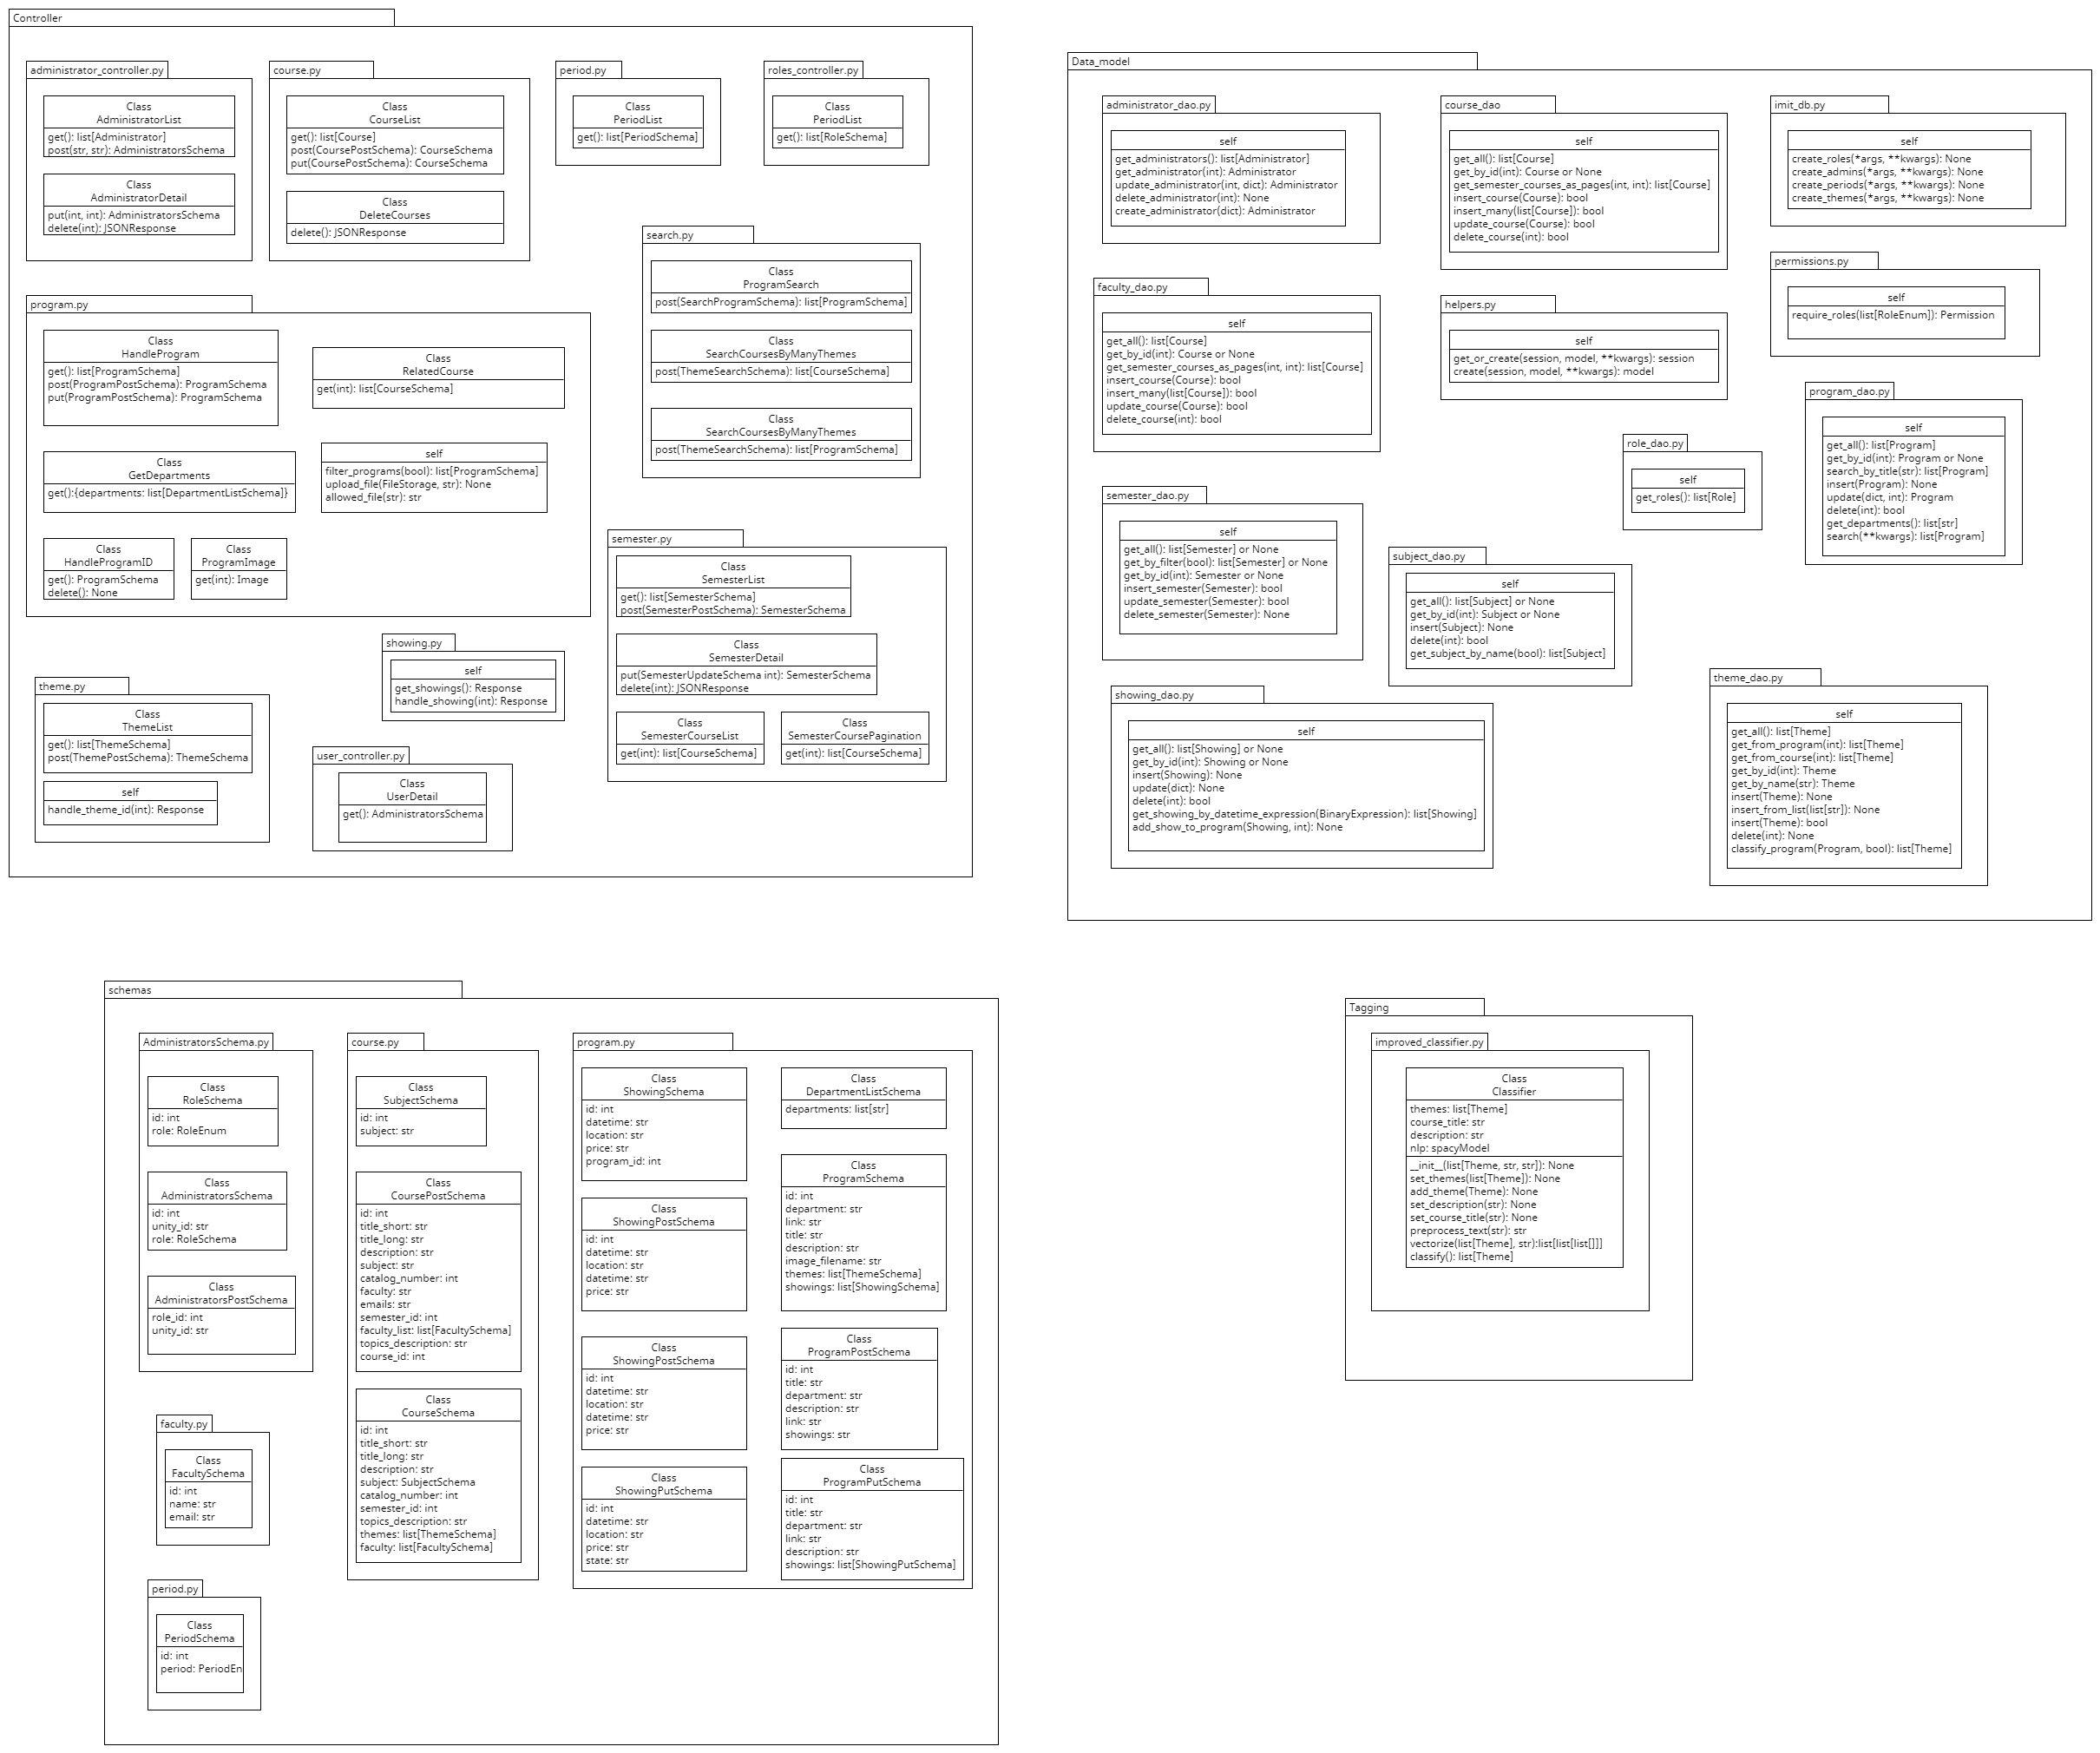 Controller
administrator_controller.py
Class
AdministratorList
get(): list[Administrator]
post(str, str): AdministratorsSchema
Class
AdministratorDetail
put(int, int): AdministratorsSchema
delete(int): JSONResponse
course.py
Class
CourseList
get(): list[Course]
post(CoursePostSchema): CourseSchema
put(CoursePostSchema): CourseSchema
Class
DeleteCourses
delete(): JSONResponse
period.py
Class
PeriodList
get(): list[PeriodSchema]
roles_controller.py
Class
PeriodList
get(): list[RoleSchema]
search.py
Class
ProgramSearch
post(SearchProgramSchema): list[ProgramSchema]
Class
SearchCoursesByManyThemes
post(ThemeSearchSchema): list[CourseSchema]
Class
SearchCoursesByManyThemes
post(ThemeSearchSchema): list[ProgramSchema]
program.py
Class
HandleProgram
get(): list[ProgramSchema]
post(ProgramPostSchema): ProgramSchema
put(ProgramPostSchema): ProgramSchema
Class
RelatedCourse
get(int): list[CourseSchema]
Class
GetDepartments
get():{departments: list[DepartmentListSchema]}
self
filter_programs(bool): list[ProgramSchema]
upload_file(FileStorage, str): None
allowed_file(str): str
Class
HandleProgramID
get(): ProgramSchema
delete(): None
Class
ProgramImage
get(int): Image
semester.py
Class
SemesterList
get(): list[SemesterSchema]
post(SemesterPostSchema): SemesterSchema
Class
SemesterDetail
put(SemesterUpdateSchema int): SemesterSchema
delete(int): JSONResponse
Class
SemesterCourseList
get(int): list[CourseSchema]
Class
SemesterCoursePagination
get(int): list[CourseSchema]
showing.py
self
get_showings(): Response
handle_showing(int): Response
theme.py
Class
ThemeList
get(): list[ThemeSchema]
post(ThemePostSchema): ThemeSchema
self
handle_theme_id(int): Response
user_controller.py
Class
UserDetail
get(): AdministratorsSchema
Data_model
administrator_dao.py
self
get_administrators(): list[Administrator]
get_administrator(int): Administrator
update_administrator(int, dict): Administrator
delete_administrator(int): None
create_administrator(dict): Administrator
course_dao
self
get_all(): list[Course]
get_by_id(int): Course or None
get_semester_courses_as_pages(int, int): list[Course]
insert_course(Course): bool
insert_many(list[Course]): bool
update_course(Course): bool
delete_course(int): bool
imit_db.py
self
create_roles(*args, **kwargs): None
create_admins(*args, **kwargs): None
create_periods(*args, **kwargs): None
create_themes(*args, **kwargs): None
permissions.py
self
require_roles(list[RoleEnum]): Permission
faculty_dao.py
self
get_all(): list[Course]
get_by_id(int): Course or None
get_semester_courses_as_pages(int, int): list[Course]
insert_course(Course): bool
insert_many(list[Course]): bool
update_course(Course): bool
delete_course(int): bool
helpers.py
self
get_or_create(session, model, **kwargs): session
create(session, model, **kwargs): model
program_dao.py
self
get_all(): list[Program]
get_by_id(int): Program or None
search_by_title(str): list[Program]
insert(Program): None
update(dict, int): Program
delete(int): bool
get_departments(): list[str]
search(**kwargs): list[Program]
role_dao.py
self
get_roles(): list[Role]
semester_dao.py
self
get_all(): list[Semester] or None
get_by_filter(bool): list[Semester] or None
get_by_id(int): Semester or None
insert_semester(Semester): bool
update_semester(Semester): bool
delete_semester(Semester): None
subject_dao.py
self
get_all(): list[Subject] or None
get_by_id(int): Subject or None
insert(Subject): None
delete(int): bool
get_subject_by_name(bool): list[Subject]
showing_dao.py
self
get_all(): list[Showing] or None
get_by_id(int): Showing or None
insert(Showing): None
update(dict): None
delete(int): bool
get_showing_by_datetime_expression(BinaryExpression): list[Showing]
add_show_to_program(Showing, int): None
theme_dao.py
self
get_all(): list[Theme]
get_from_program(int): list[Theme]
get_from_course(int): list[Theme]
get_by_id(int): Theme
get_by_name(str): Theme
insert(Theme): None
insert_from_list(list[str]): None
insert(Theme): bool
delete(int): None
classify_program(Program, bool): list[Theme]
schemas
AdministratorsSchema.py
Class
RoleSchema
id: int
role: RoleEnum
Class
AdministratorsSchema
id: int
unity_id: str
role: RoleSchema
Class
AdministratorsPostSchema
role_id: int
unity_id: str
course.py
Class
SubjectSchema
id: int
subject: str
Class
CoursePostSchema
id: int
title_short: str
title_long: str
description: str
subject: str
catalog_number: int
faculty: str
emails: str
semester_id: int
faculty_list: list[FacultySchema]
topics_description: str
course_id: int
Class
CourseSchema
id: int
title_short: str
title_long: str
description: str
subject: SubjectSchema
catalog_number: int
semester_id: int
topics_description: str
themes: list[ThemeSchema]
faculty: list[FacultySchema]
program.py
Class
ShowingSchema
id: int
datetime: str
location: str
price: str
program_id: int
Class
ShowingPostSchema
id: int
datetime: str
location: str
datetime: str
price: str
Class
ShowingPostSchema
id: int
datetime: str
location: str
datetime: str
price: str
Class
ShowingPutSchema
id: int
datetime: str
location: str
price: str
state: str
Class
DepartmentListSchema
departments: list[str]
Class
ProgramSchema
id: int
department: str
link: str
title: str
description: str
image_filename: str
themes: list[ThemeSchema]
showings: list[ShowingSchema]
Class
ProgramPostSchema
id: int
title: str
department: str
description: str
link: str
showings: str
Class
ProgramPutSchema
id: int
title: str
department: str
link: str
description: str
showings: list[ShowingPutSchema]
faculty.py
Class
FacultySchema
id: int
name: str
email: str
period.py
Class
PeriodSchema
id: int
period: PeriodEn
Tagging
improved_classifier.py
Class
Classifier
themes: list[Theme]
course_title: str
description: str
nlp: spacyModel
__init__(list[Theme, str, str]): None
set_themes(list[Theme]): None
add_theme(Theme): None
set_description(str): None
set_course_title(str): None
preprocess_text(str): str
vectorize(list[Theme], str):list[list[list[]]]
classify(): list[Theme]